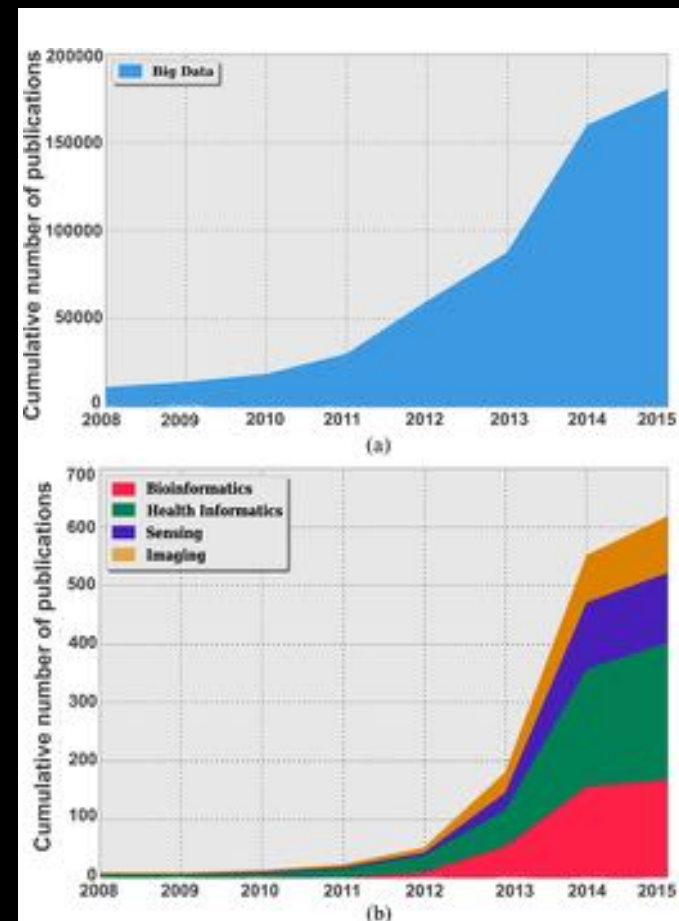 200000
Big Data
150000
100000
50000
0
Cumulative number of publications
2008 2009 2010 2011 2012 2013 2014 2015
(a)
700
Bioinformatics
Health Informatics
Sensing
Imaging
600
500
400
300
200
100
0
Cumulative number of publications
2008 2009 2010 2011 2012 2013 2014 2015
(b)